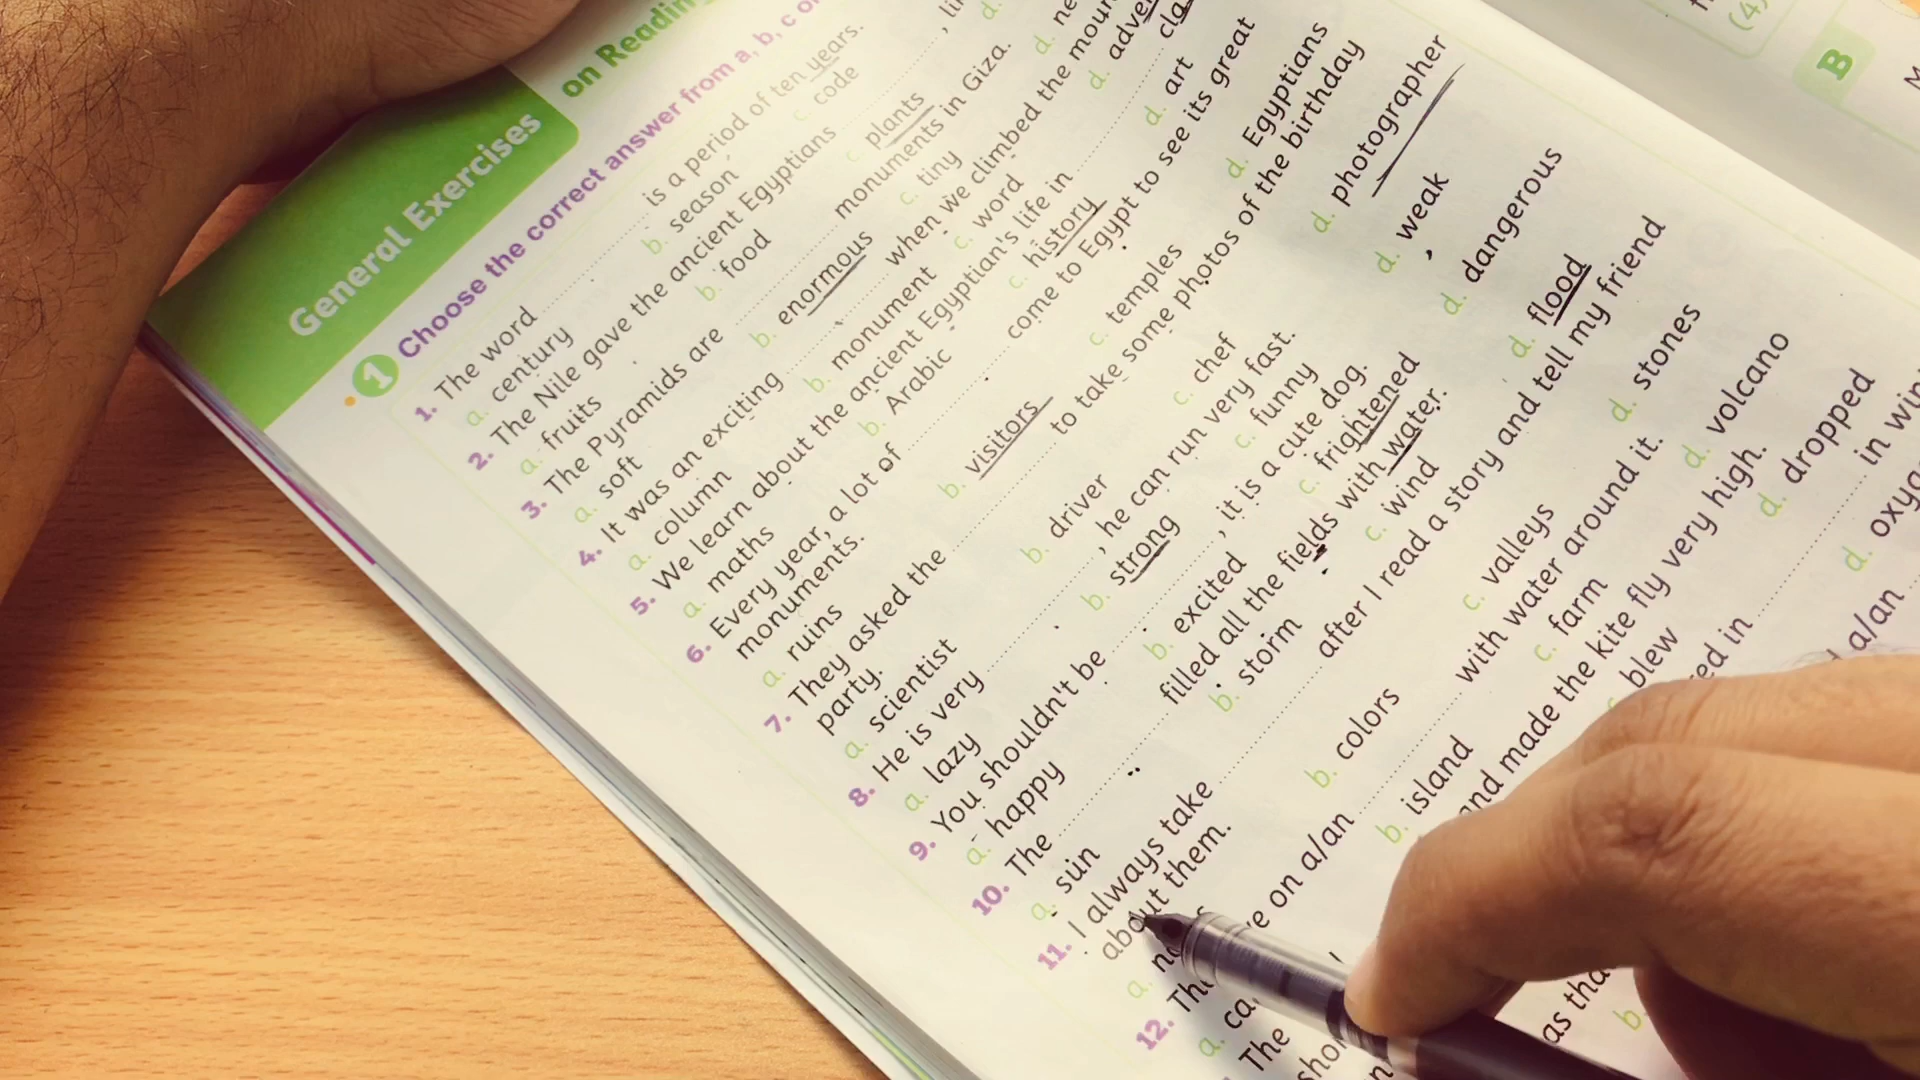 General Exercises
on Reading
1 Choose the correct answer from a, b, c or
1. The word .......... is a period of ten years.
a. century b. season c. code
2. The Nile gave the ancient Egyptians ..........
a. fruits b. food c. plants
3. The Pyramids are .......... monuments in Giza.
a. soft b. enormous c. tiny
4. It was an exciting .......... when we climbed the
a. column b. monument c. word d.
5. We learn about the ancient Egyptian's life in ..........
a. maths b. Arabic c. history d. art
6. Every year, a lot of .......... come to Egypt to see its great
monuments.
a. ruins b. visitors c. temples d. Egyptians
7. They asked the .......... to take some photos of the birthday
party.
a. scientist b. driver c. chef d. photographer
8. He is very .........., he can run very fast.
a. lazy b. strong c. funny d. weak
9. You shouldn't be .........., it is a cute dog.
a. happy b. excited c. frightened d. dangerous
10. The .......... filled all the fields with water.
a. sun b. storm c. wind d. flood
11. I always take .......... after I read a story and tell my friend
about them.
a. b. colors c. valleys d. stones
12. on a/an .......... with water around it.
a. b. island c. farm d. volcano
The and made the kite fly very high.
blew d. dropped
in
d.
a/an
as
b.
(4)
B